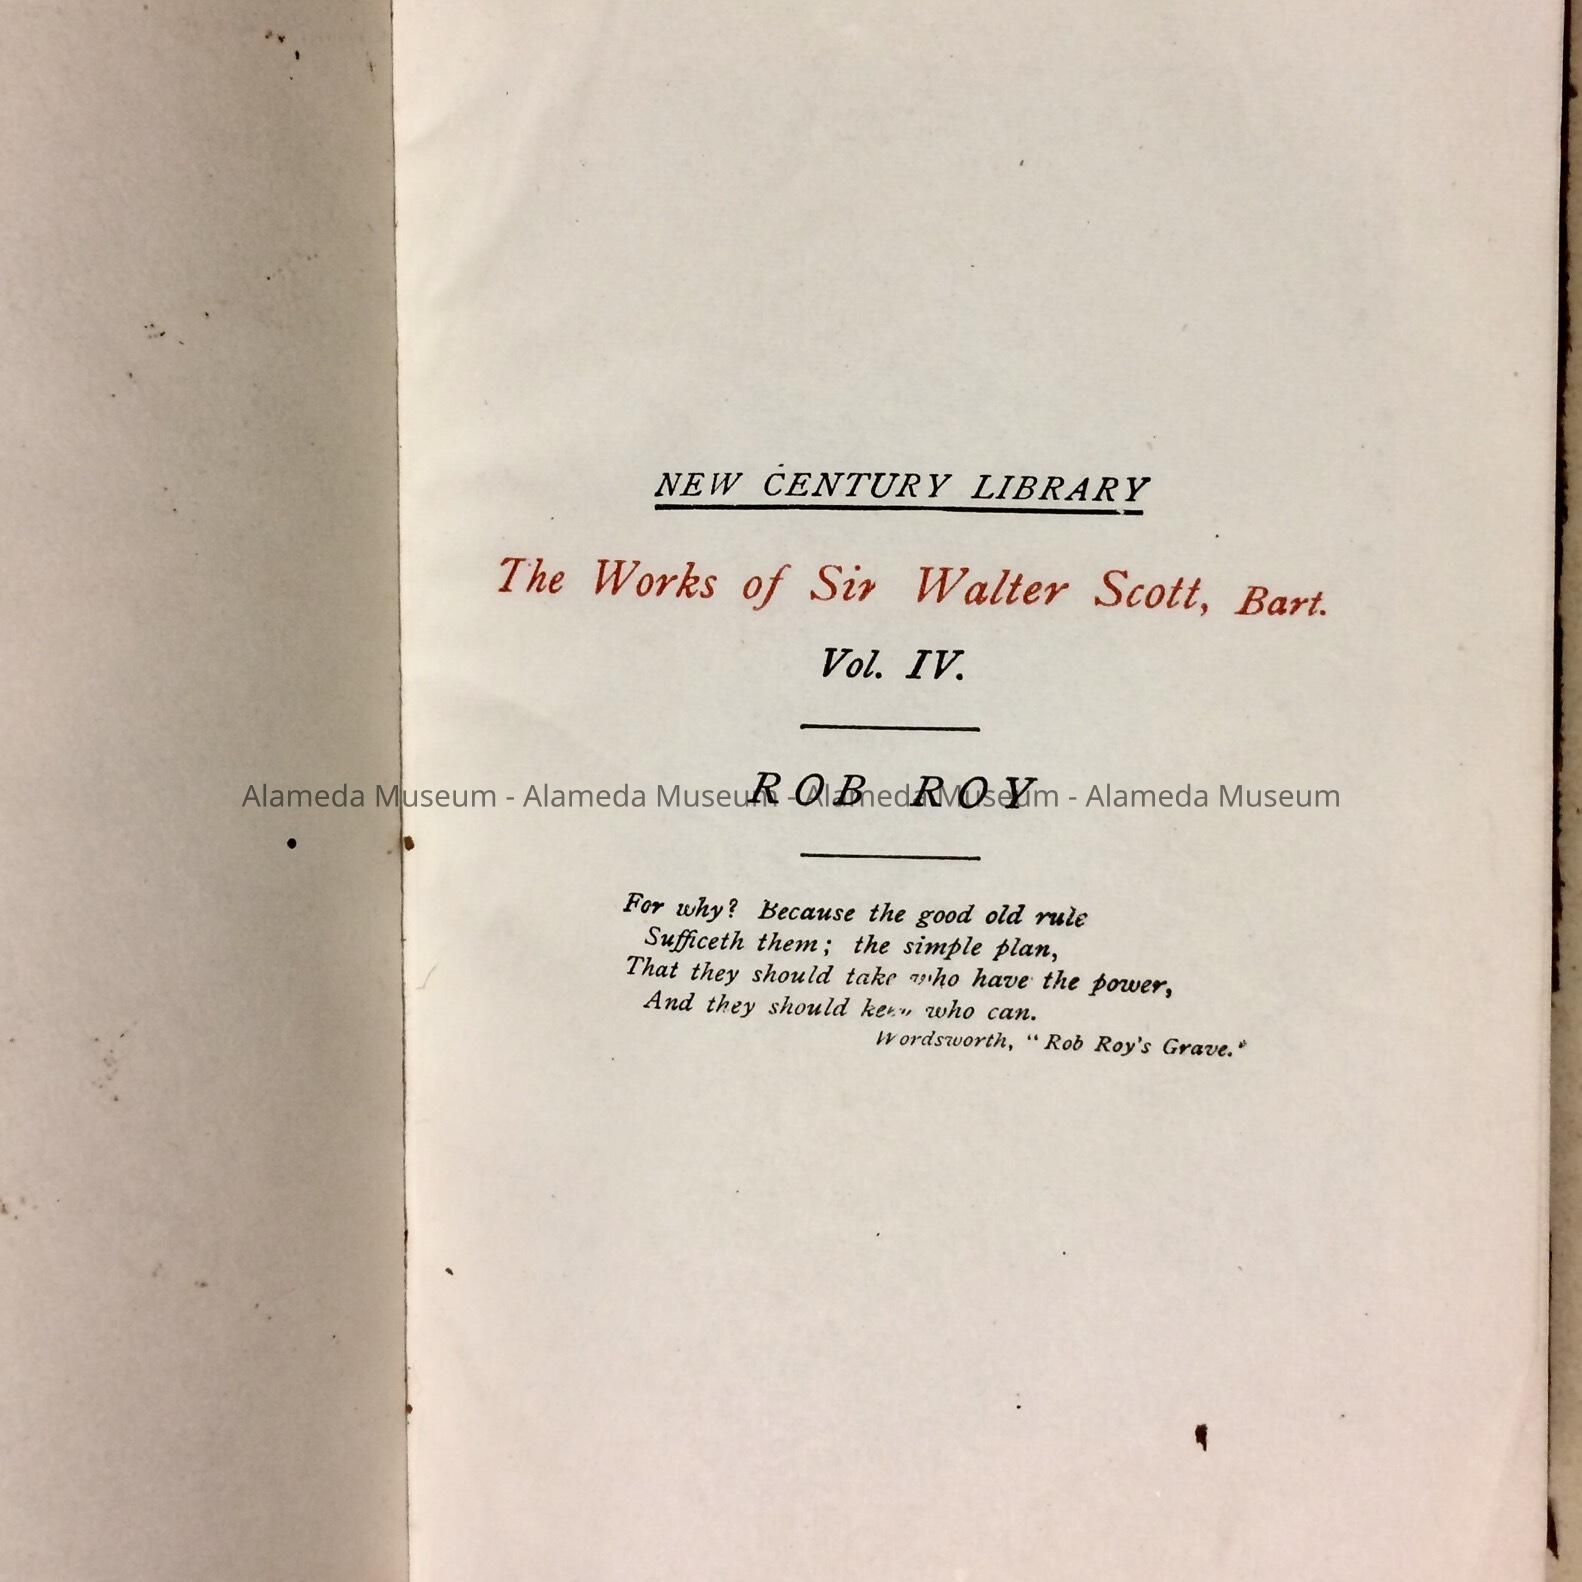 NEW CENTURY LIBRARY
The Works of Sir Walter Scott, Bart.
Vol. IV.
ROB ROY
Alameda Museum - Alameda Museum - Alameda Museum - Alameda Museum
For why? Because the good old rule
Sufficeth them; the simple plan,
That they should take who have the power,
And they should keep who can.
Wordsworth, "Rob Roy's Grave."